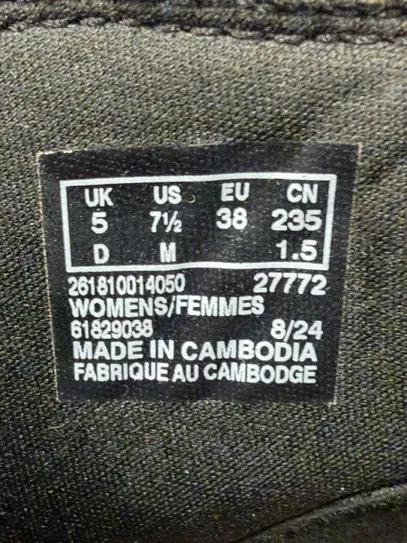 UK US EU CN
5 7½ 38 235
D M 1.5
261810014050 27772
WOMENS/FEMMES
61829038 8/24
MADE IN CAMBODIA
FABRIQUE AU CAMBODGE